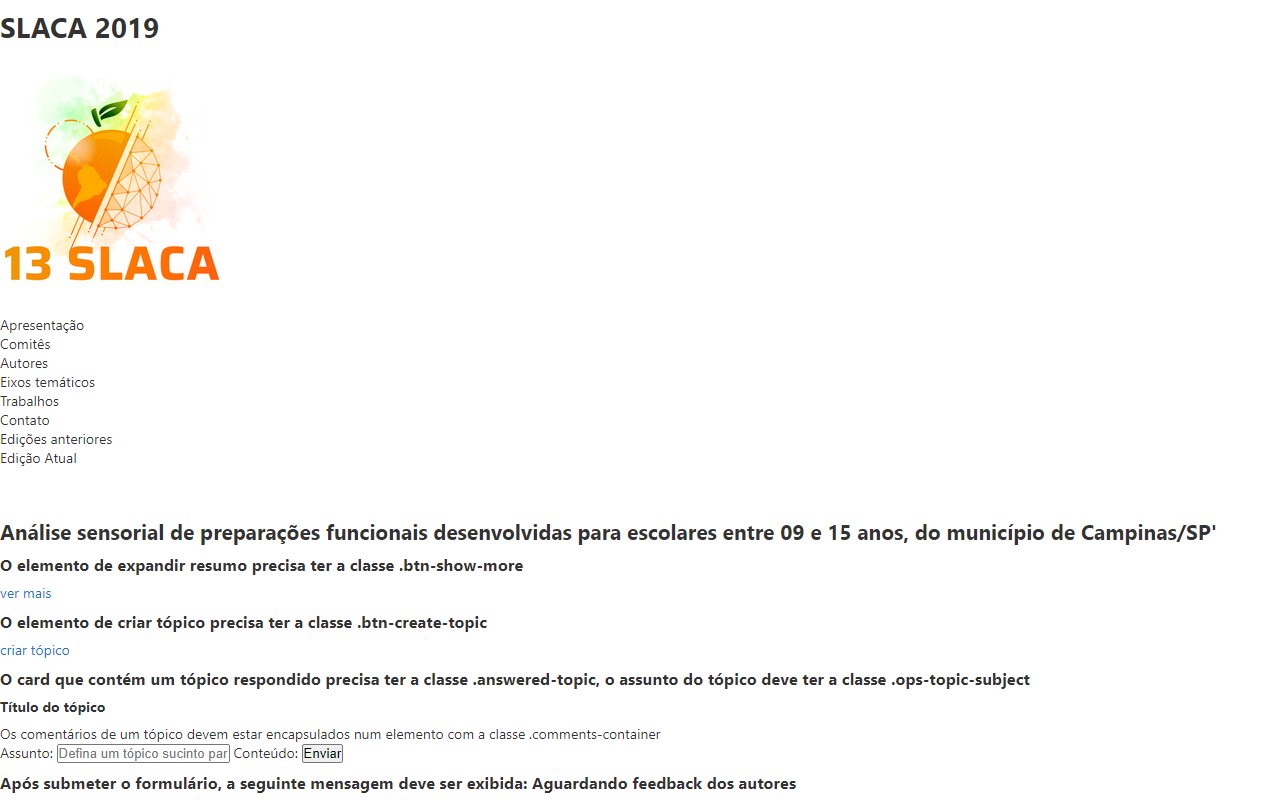 SLACA 2019
13 SLACA
Apresentação
Comitês
Autores
Eixos temáticos
Trabalhos
Contato
Edições anteriores
Edição Atual
Análise sensorial de preparações funcionais desenvolvidas para escolares entre 09 e 15 anos, do município de Campinas/SP'
O elemento de expandir resumo precisa ter a classe .btn-show-more
ver mais
O elemento de criar tópico precisa ter a classe .btn-create-topic
criar tópico
O card que contém um tópico respondido precisa ter a classe .answered-topic, o assunto do tópico deve ter a classe .ops-topic-subject
Título do tópico
Os comentários de um tópico devem estar encapsulados num elemento com a classe .comments-container
Assunto: Defina um tópico sucinto par Conteúdo: Enviar
Após submeter o formulário, a seguinte mensagem deve ser exibida: Aguardando feedback dos autores